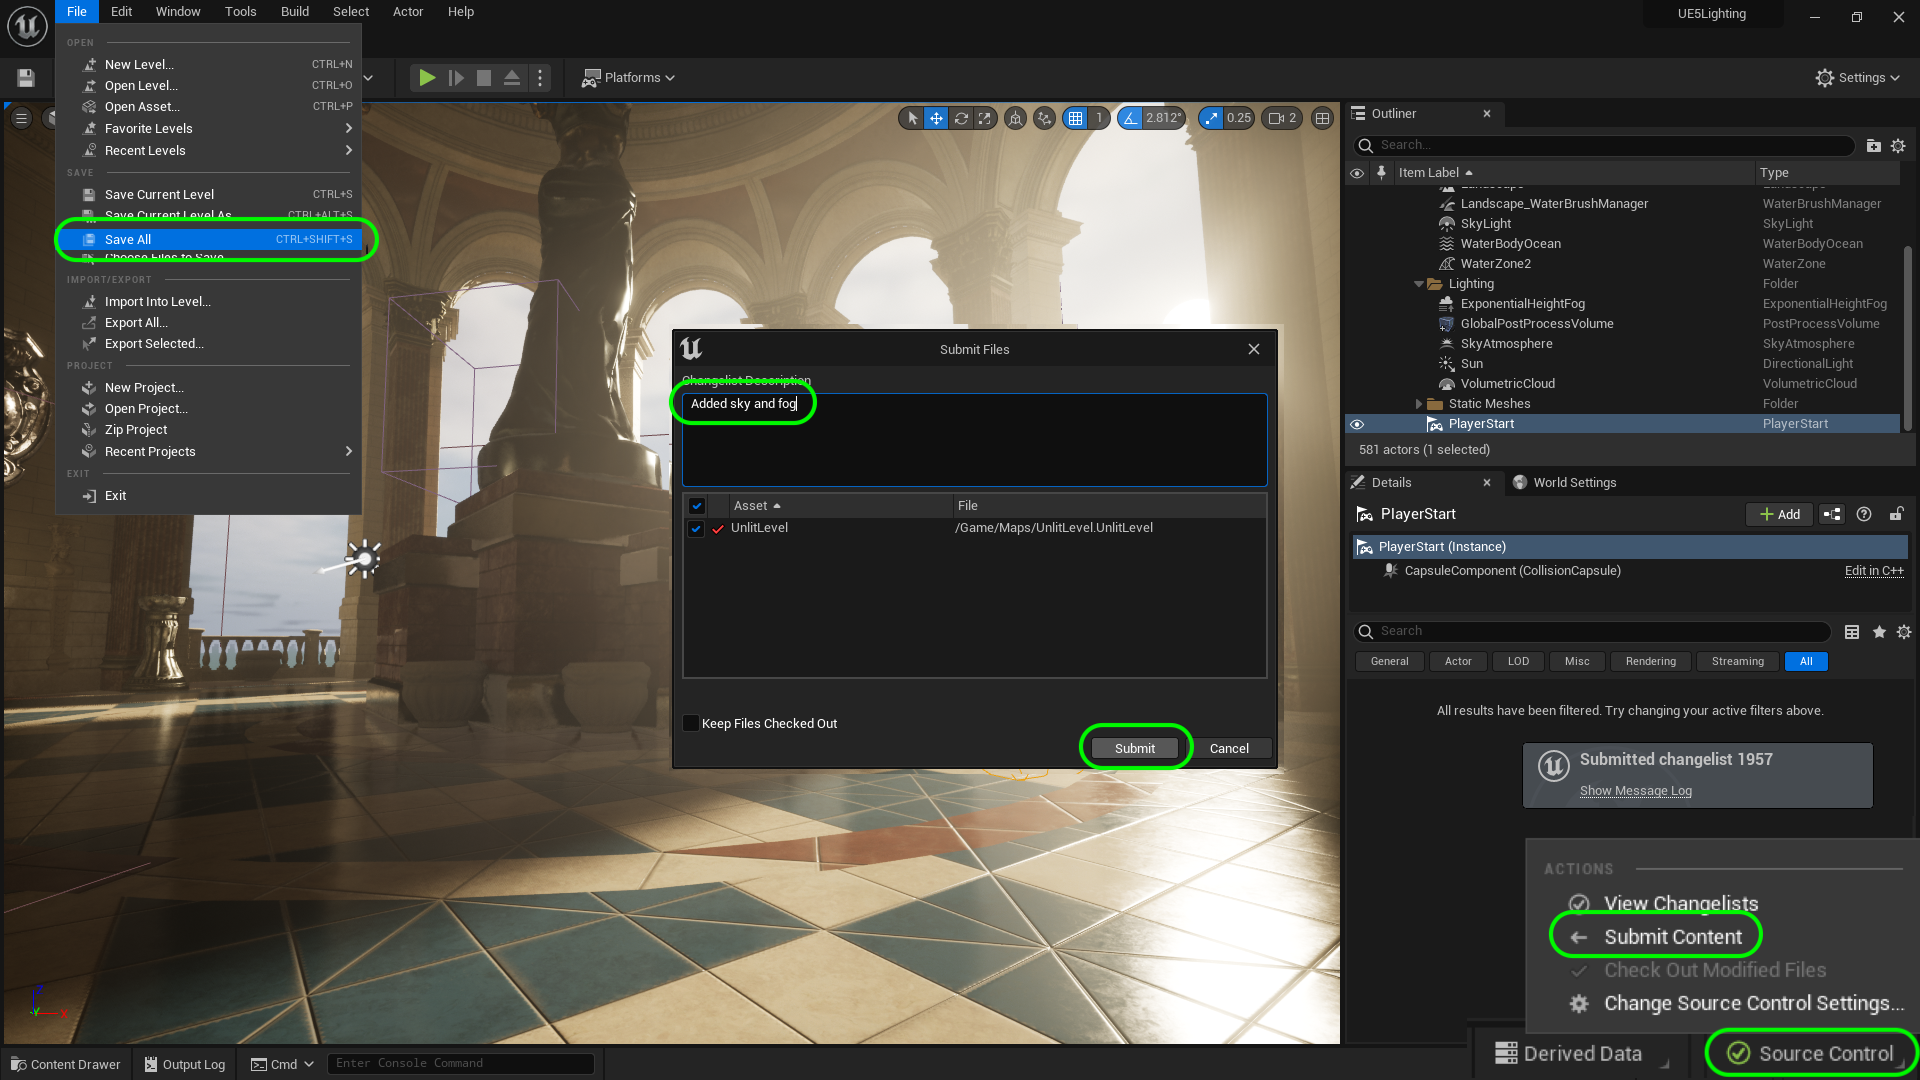 File Edit Window Tools Build Select Actor Help
UE5Lighting
OPEN
New Level... CTRL+N
Open Level... CTRL+O
Open Asset... CTRL+P
Favorite Levels
Recent Levels
SAVE
Save Current Level CTRL+S
Save Current Level As CTRL+ALT+S
Save All CTRL+SHIFT+S
Choose Files to Save
IMPORT/EXPORT
Import Into Level...
Export All...
Export Selected...
PROJECT
New Project...
Open Project...
Zip Project
Recent Projects
EXIT
Exit
Platforms
Settings
1 2.812° 0.25 2
Submit Files
Changelist Description
Added sky and fog
Asset File
UnlitLevel /Game/Maps/UnlitLevel.UnlitLevel
Keep Files Checked Out
Submit Cancel
Outliner
Search...
Item Label Type
Landscape Landscape
Landscape_WaterBrushManager WaterBrushManager
SkyLight SkyLight
WaterBodyOcean WaterBodyOcean
WaterZone2 WaterZone
Lighting Folder
ExponentialHeightFog ExponentialHeightFog
GlobalPostProcessVolume PostProcessVolume
SkyAtmosphere SkyAtmosphere
Sun DirectionalLight
VolumetricCloud VolumetricCloud
Static Meshes Folder
PlayerStart PlayerStart
581 actors (1 selected)
Details World Settings
PlayerStart Add
PlayerStart (Instance)
CapsuleComponent (CollisionCapsule) Edit in C++
Search
General Actor LOD Misc Rendering Streaming All
All results have been filtered. Try changing your active filters above.
Submitted changelist 1957
Show Message Log
ACTIONS
View Changelists
Submit Content
Check Out Modified Files
Change Source Control Settings...
Z
Y X
Content Drawer Output Log Cmd Enter Console Command Derived Data Source Control